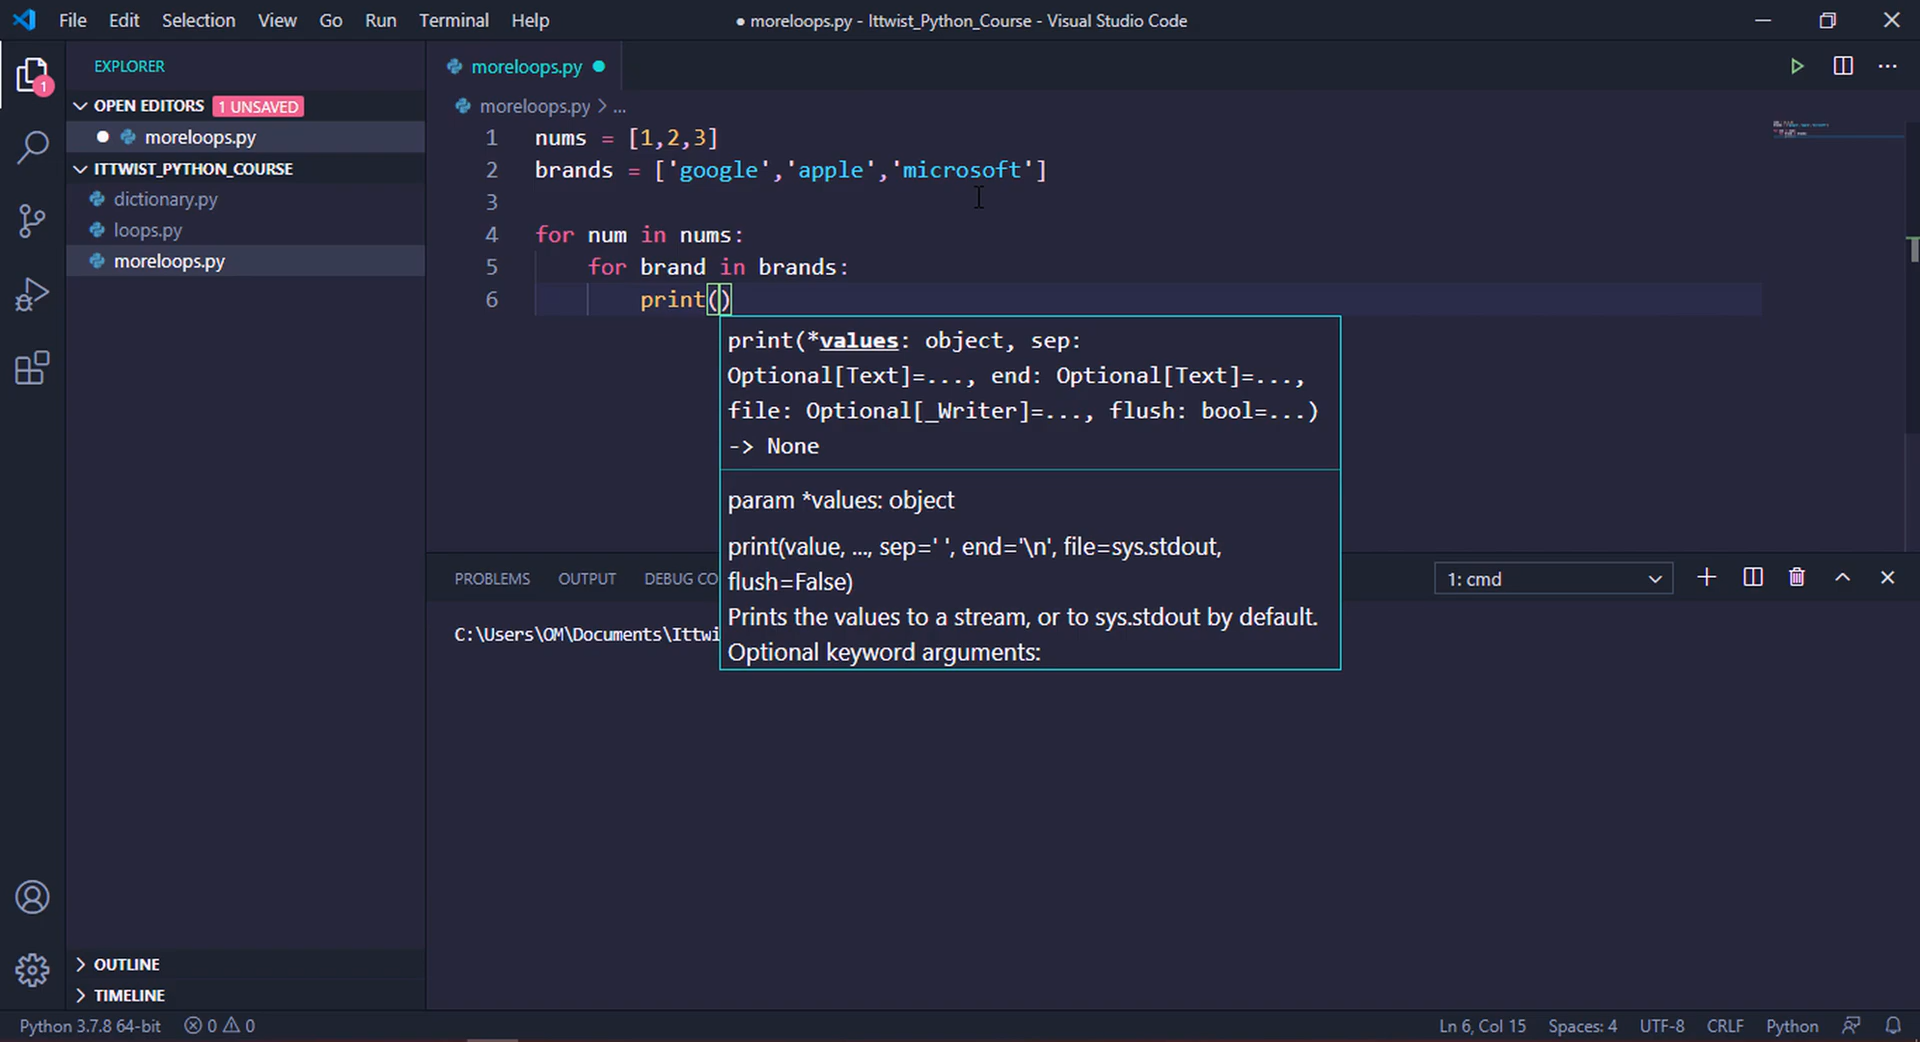 File Edit Selection View Go Run Terminal Help
● moreloops.py - Ittwist_Python_Course - Visual Studio Code
EXPLORER
OPEN EDITORS 1 UNSAVED
moreloops.py
ITTWIST_PYTHON_COURSE
dictionary.py
loops.py
moreloops.py
OUTLINE
TIMELINE
1
moreloops.py
moreloops.py > ...
1 nums = [1,2,3]
2 brands = ['google','apple','microsoft']
3
4 for num in nums:
5 for brand in brands:
6 print()
print(*values: object, sep:
Optional[Text]=..., end: Optional[Text]=...,
file: Optional[_Writer]=..., flush: bool=...)
-> None
param *values: object
print(value, ..., sep=' ', end='\n', file=sys.stdout,
flush=False)
Prints the values to a stream, or to sys.stdout by default.
Optional keyword arguments:
PROBLEMS OUTPUT DEBUG CO
1: cmd
C:\Users\OM\Documents\Ittwi
Python 3.7.8 64-bit 0 0
Ln 6, Col 15 Spaces: 4 UTF-8 CRLF Python